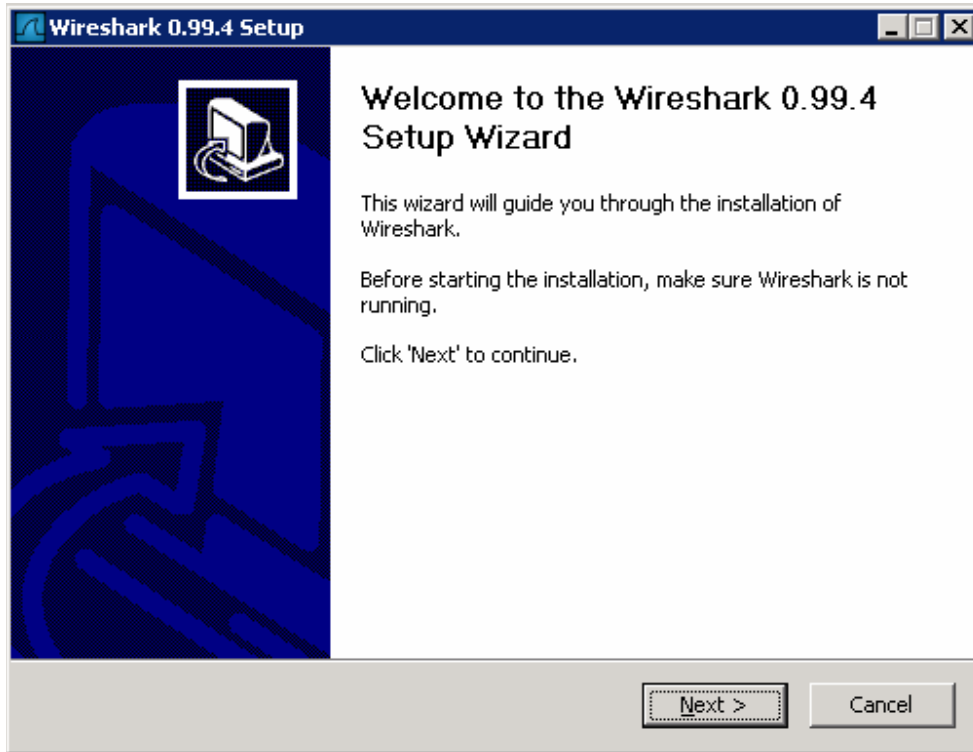 Wireshark 0.99.4 Setup
Welcome to the Wireshark 0.99.4
Setup Wizard
This wizard will guide you through the installation of
Wireshark.
Before starting the installation, make sure Wireshark is not
running.
Click 'Next' to continue.
Next >
Cancel